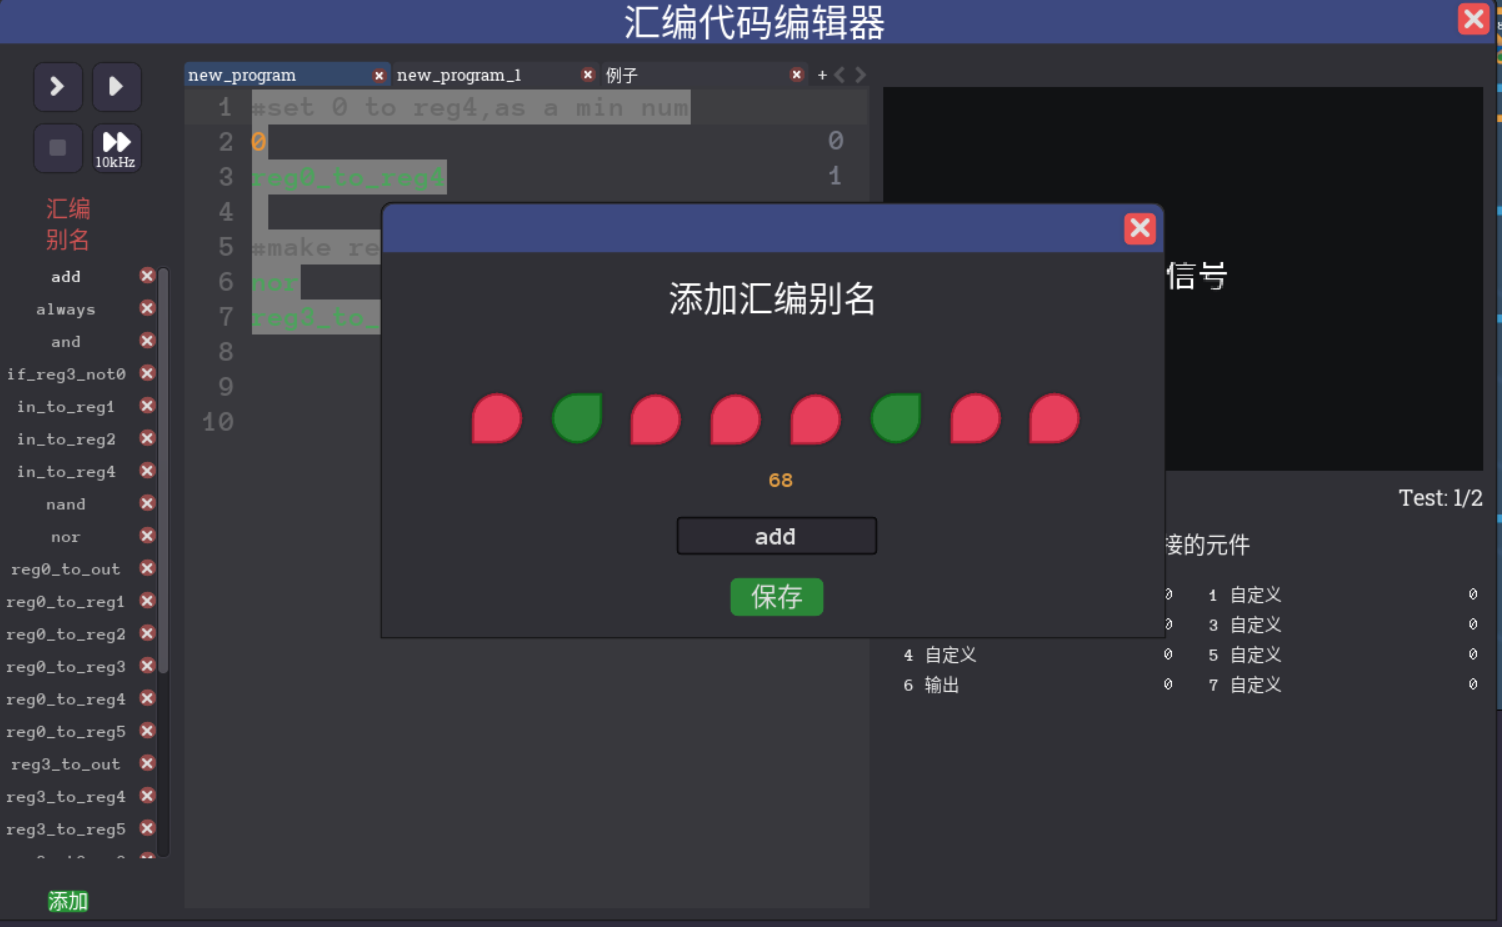 汇编代码编辑器
10kHz
汇编
别名
add
always
and
if_reg3_not0
in_to_reg1
in_to_reg2
in_to_reg4
nand
nor
reg0_to_out
reg0_to_reg1
reg0_to_reg2
reg0_to_reg3
reg0_to_reg4
reg0_to_reg5
reg3_to_out
reg3_to_reg4
reg3_to_reg5
添加
new_program
new_program_1
例子
+
1 #set 0 to reg4,as a min num
2 0 0
3 reg0_to_reg4 1
4
5 #make re
6 nor
7 reg3_to_
8
9
10
添加汇编别名
68
add
保存
信号
Test: 1/2
接的元件
0 1 自定义 0
0 3 自定义 0
4 自定义 0 5 自定义 0
6 输出 0 7 自定义 0